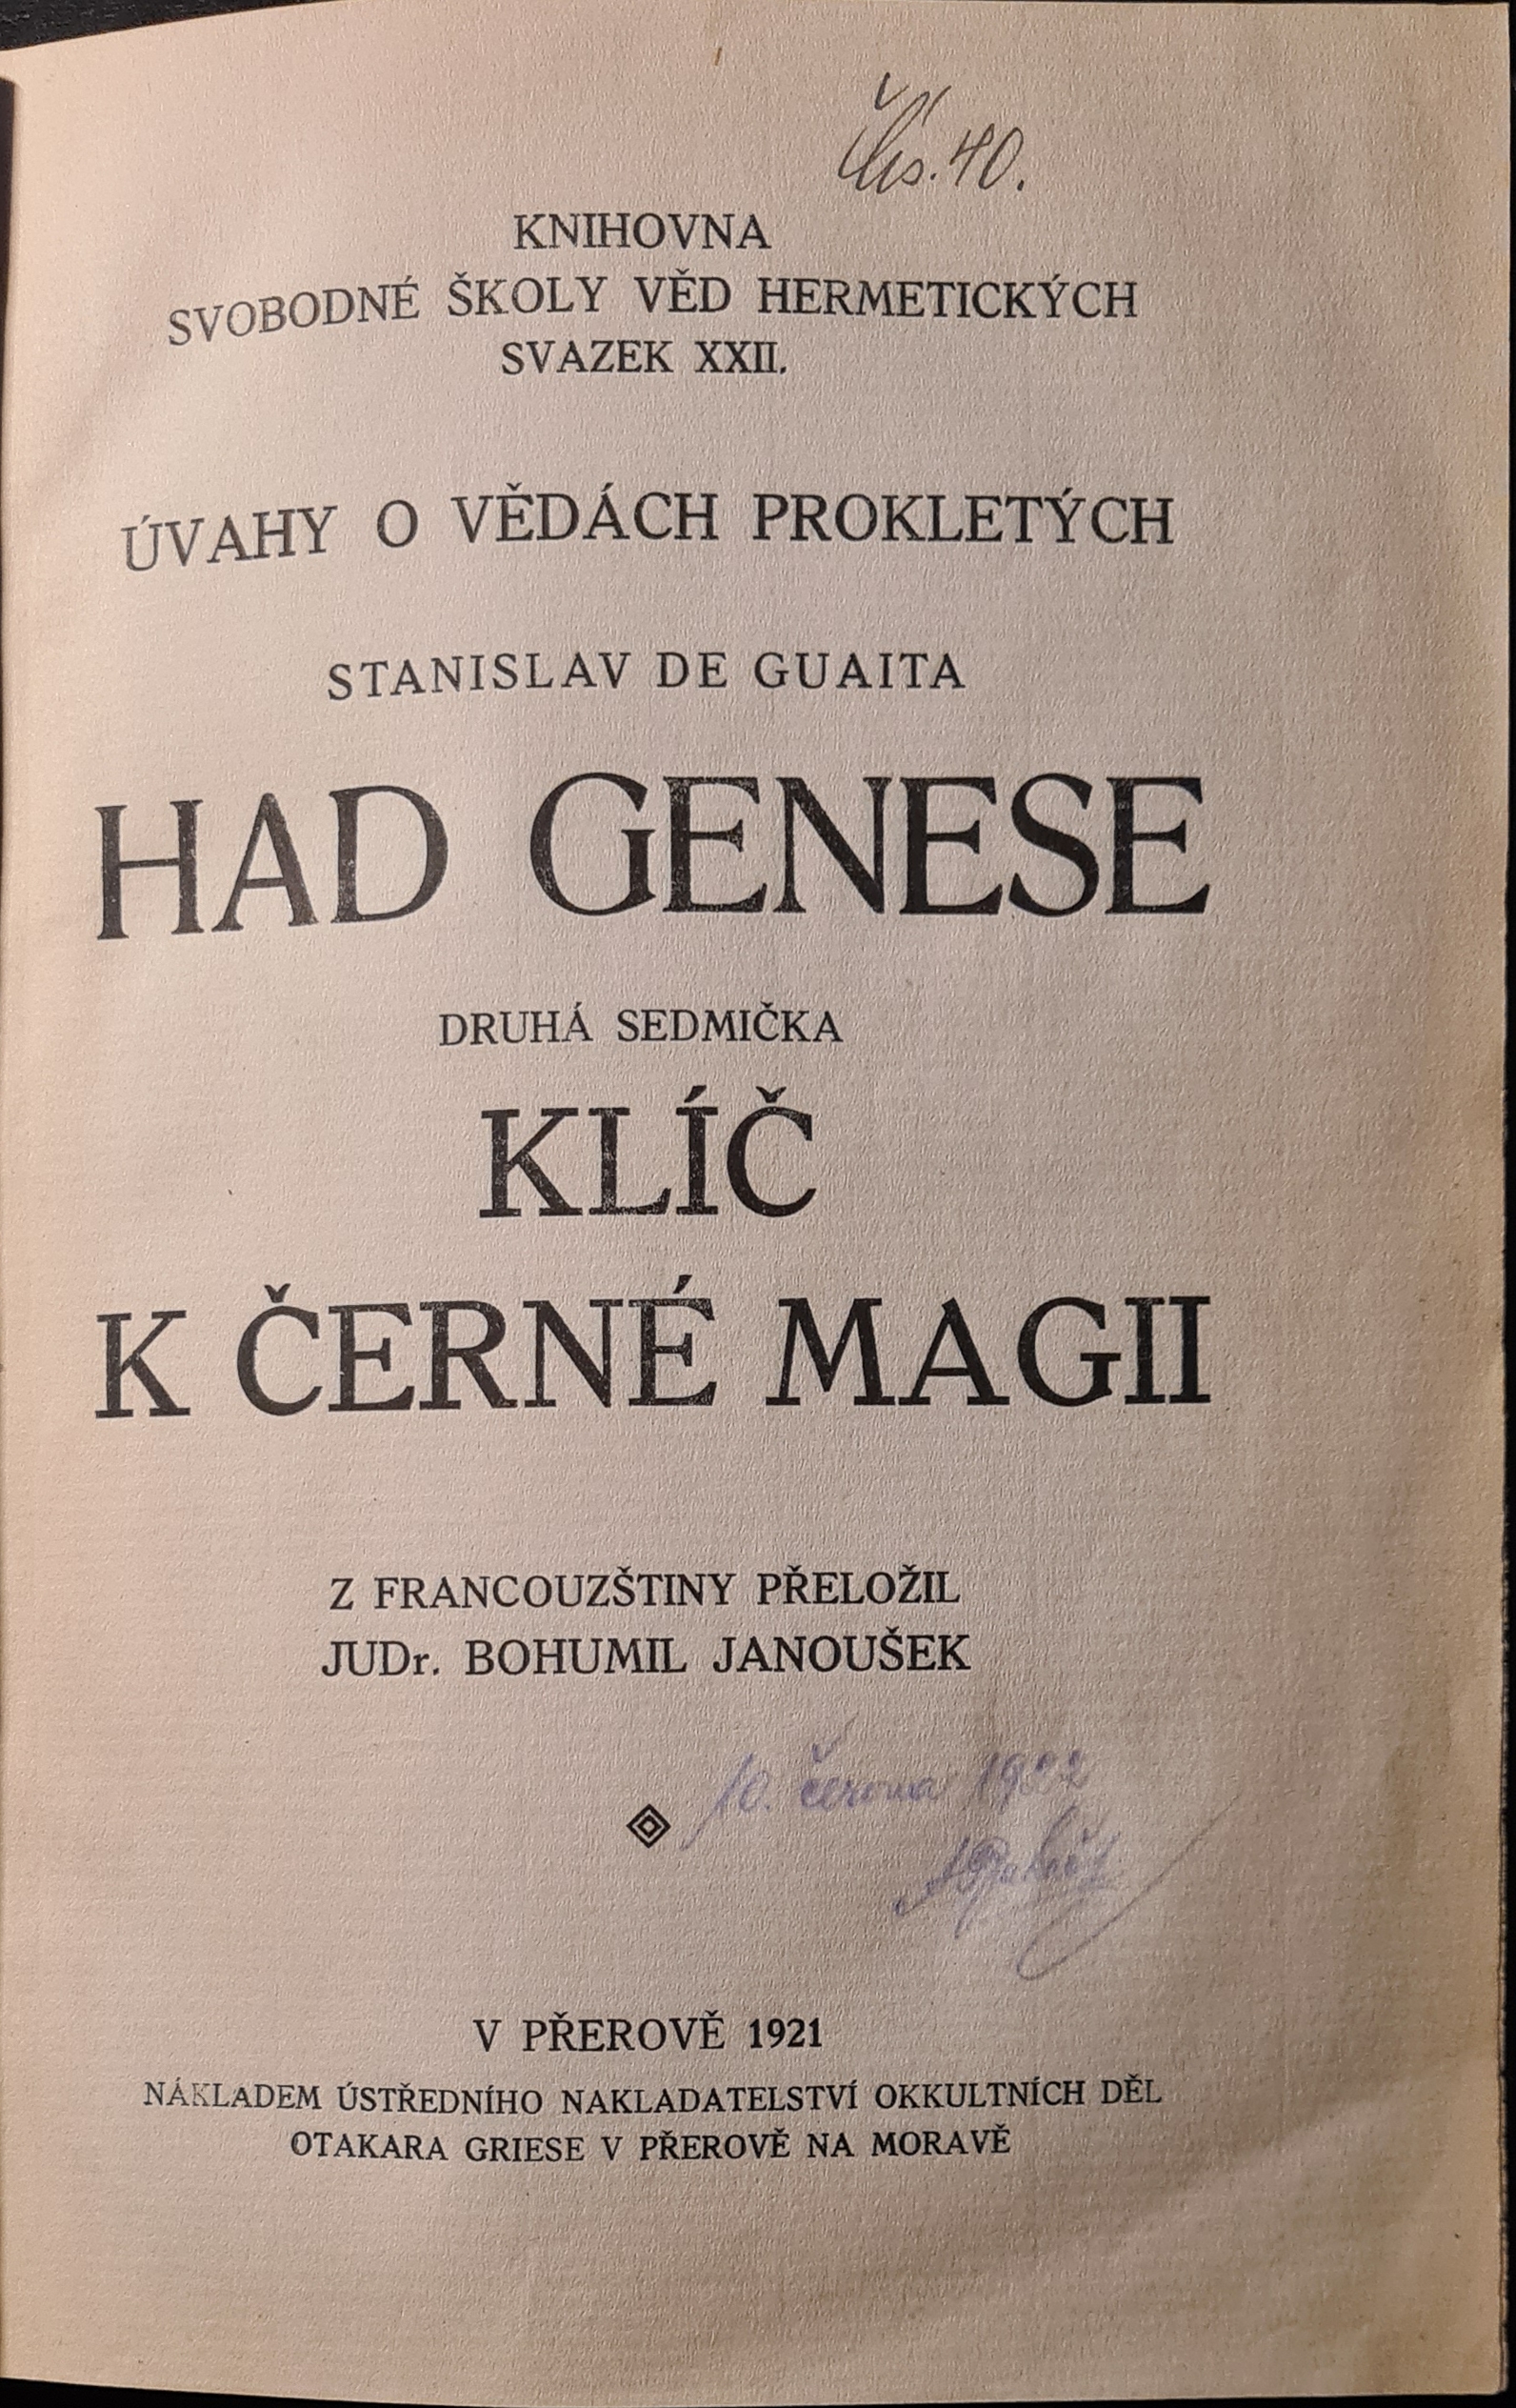 Čís. 40.
KNIHOVNA
SVOBODNÉ ŠKOLY VĚD HERMETICKÝCH
SVAZEK XXII.
ÚVAHY O VĚDÁCH PROKLETÝCH
STANISLAV DE GUAITA
HAD GENESE
DRUHÁ SEDMIČKA
KLÍČ
K ČERNÉ MAGII
Z FRANCOUZŠTINY PŘELOŽIL
JUDr. BOHUMIL JANOUŠEK
10. června 1922
V PŘEROVĚ 1921
NÁKLADEM ÚSTŘEDNÍHO NAKLADATELSTVÍ OKKULTNÍCH DĚL
OTAKARA GRIESE V PŘEROVĚ NA MORAVĚ